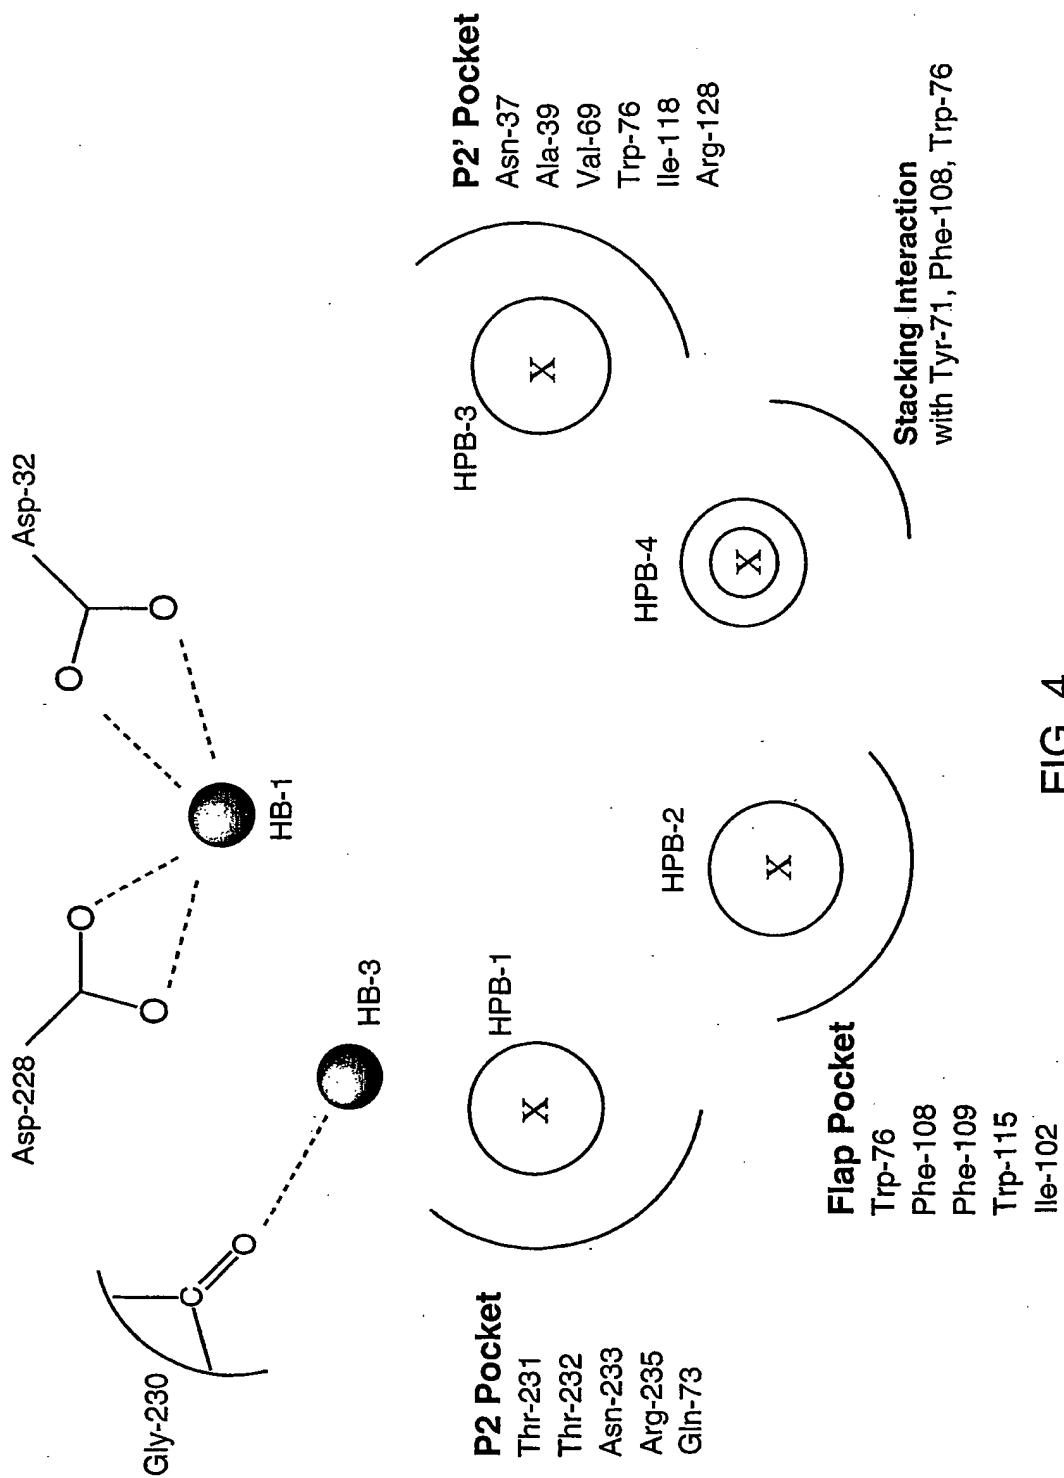 Asp-32
O
O
Asp-228
O
O
HB-1
Gly-230
C
O
HB-3
P2 Pocket
Thr-231
Thr-232
Asn-233
Arg-235
Gln-73
HPB-1
X
HPB-3
X
P2' Pocket
Asn-37
Ala-39
Val-69
Trp-76
Ile-118
Arg-128
HPB-2
X
HPB-4
X
Flap Pocket
Trp-76
Phe-108
Phe-109
Trp-115
Ile-102
Stacking Interaction
with Tyr-71, Phe-108, Trp-76
FIG. 4